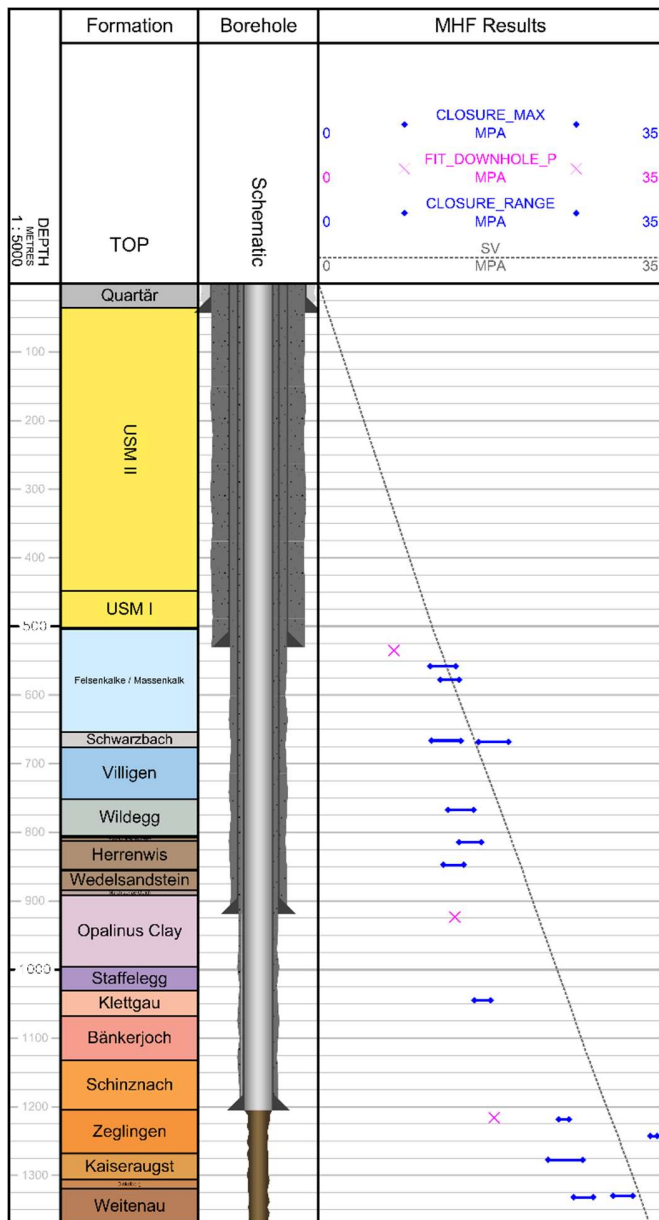 Formation
Borehole
MHF Results
DEPTH
METRES
1 : 5000
TOP
Schematic
CLOSURE_MAX
0 MPA 35
FIT_DOWNHOLE_P
0 MPA 35
CLOSURE_RANGE
0 MPA 35
SV
0 MPA 35
Quartär
100
USM II
200
300
400
USM I
500
Felsenkalke / Massenkalk
600
Schwarzbach
700
Villigen
Wildegg
800
Herrenwis
Wedelsandstein
900
Opalinus Clay
1000
Staffelegg
Klettgau
1100
Bänkerjoch
Schinznach
1200
Zeglingen
Kaiseraugst
1300
Weitenau